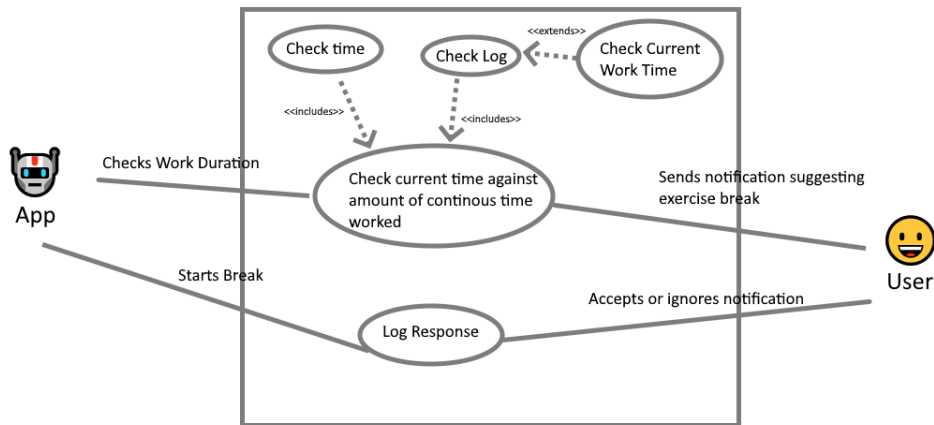 <<extends>>
Check time
Check Log
Check Current
Work Time
<<includes>>
<<includes>>
Checks Work Duration
App
Check current time against
amount of continous time
worked
Sends notification suggesting
exercise break
User
Starts Break
Accepts or ignores notification
Log Response